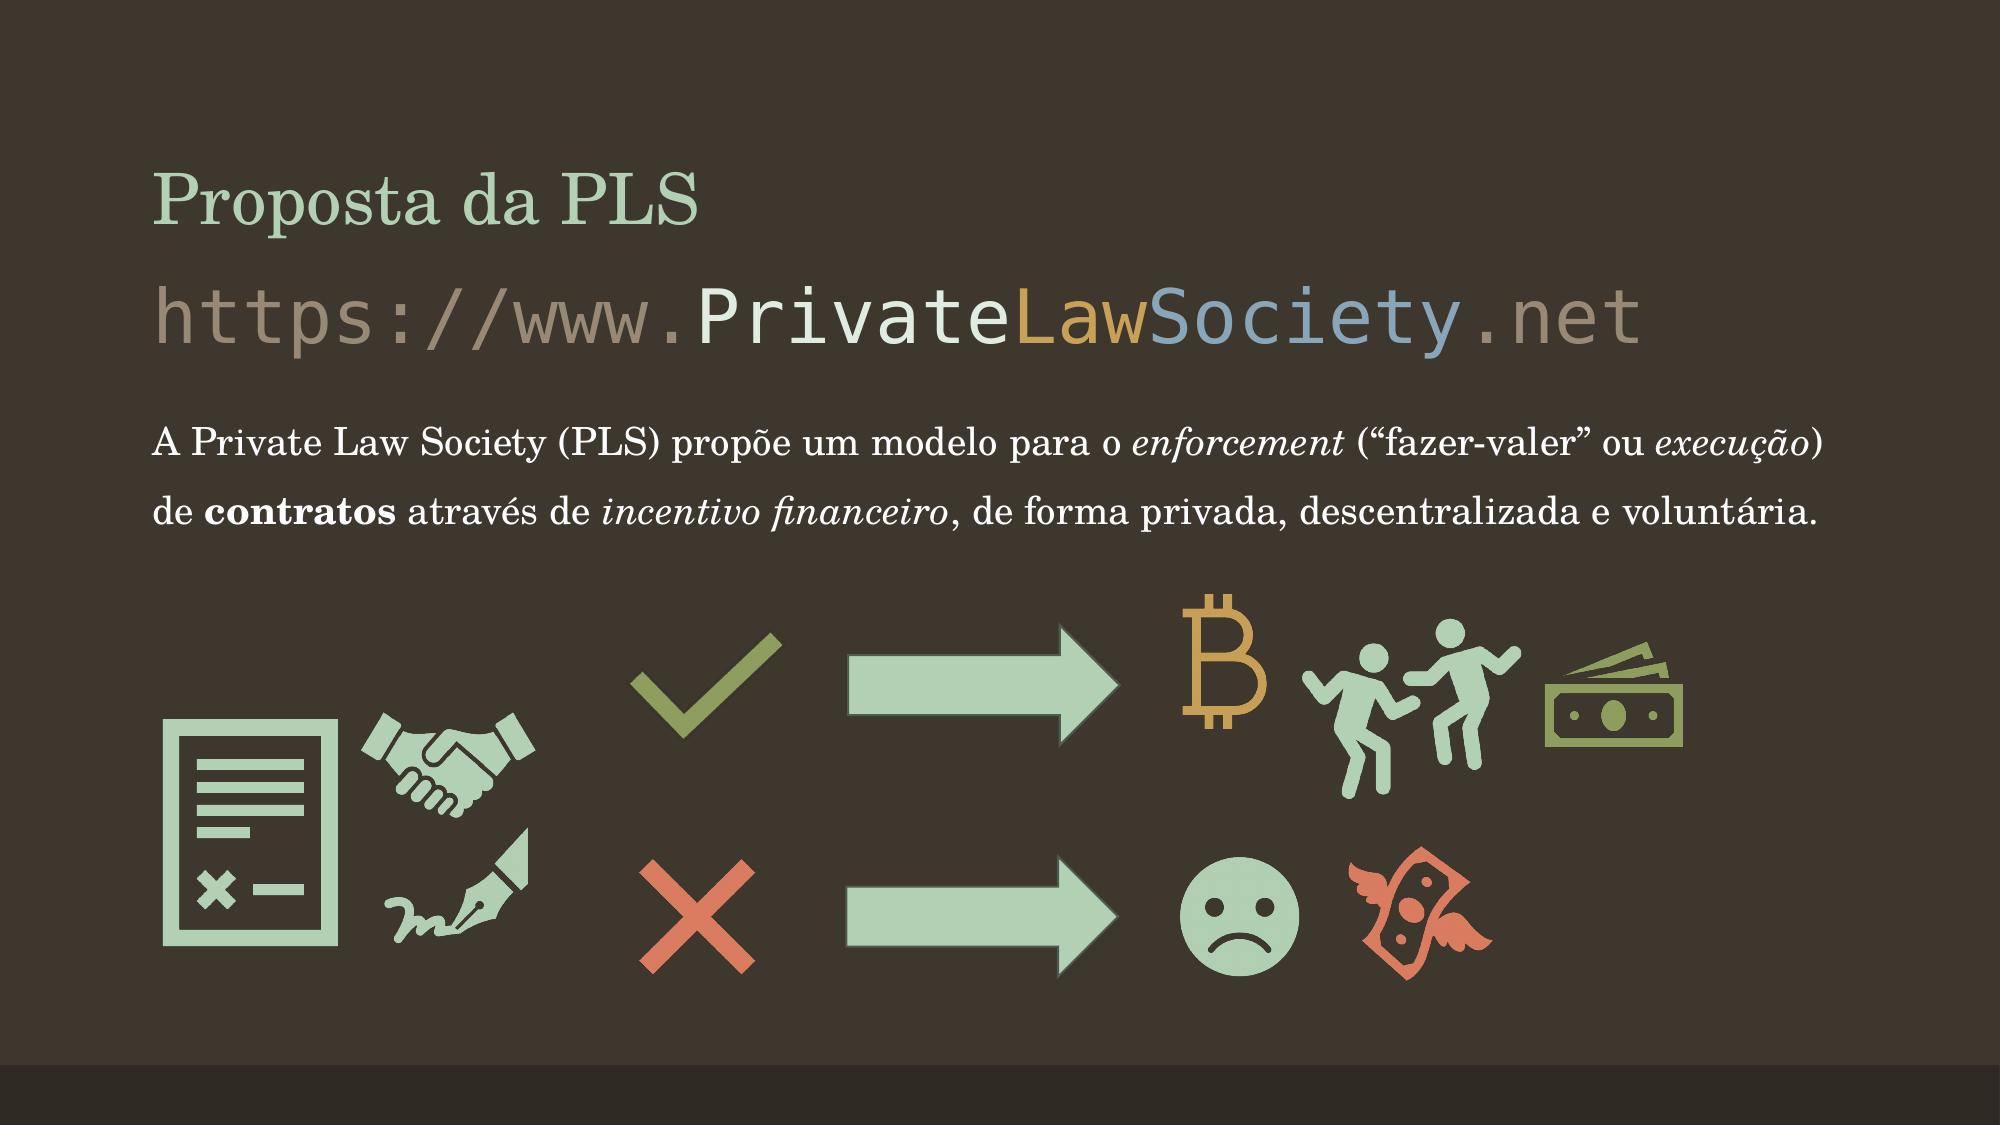 Proposta da PLS
https://www.PrivateLawSociety.net
A Private Law Society (PLS) propõe um modelo para o enforcement (“fazer-valer” ou execução)
de contratos através de incentivo financeiro, de forma privada, descentralizada e voluntária.